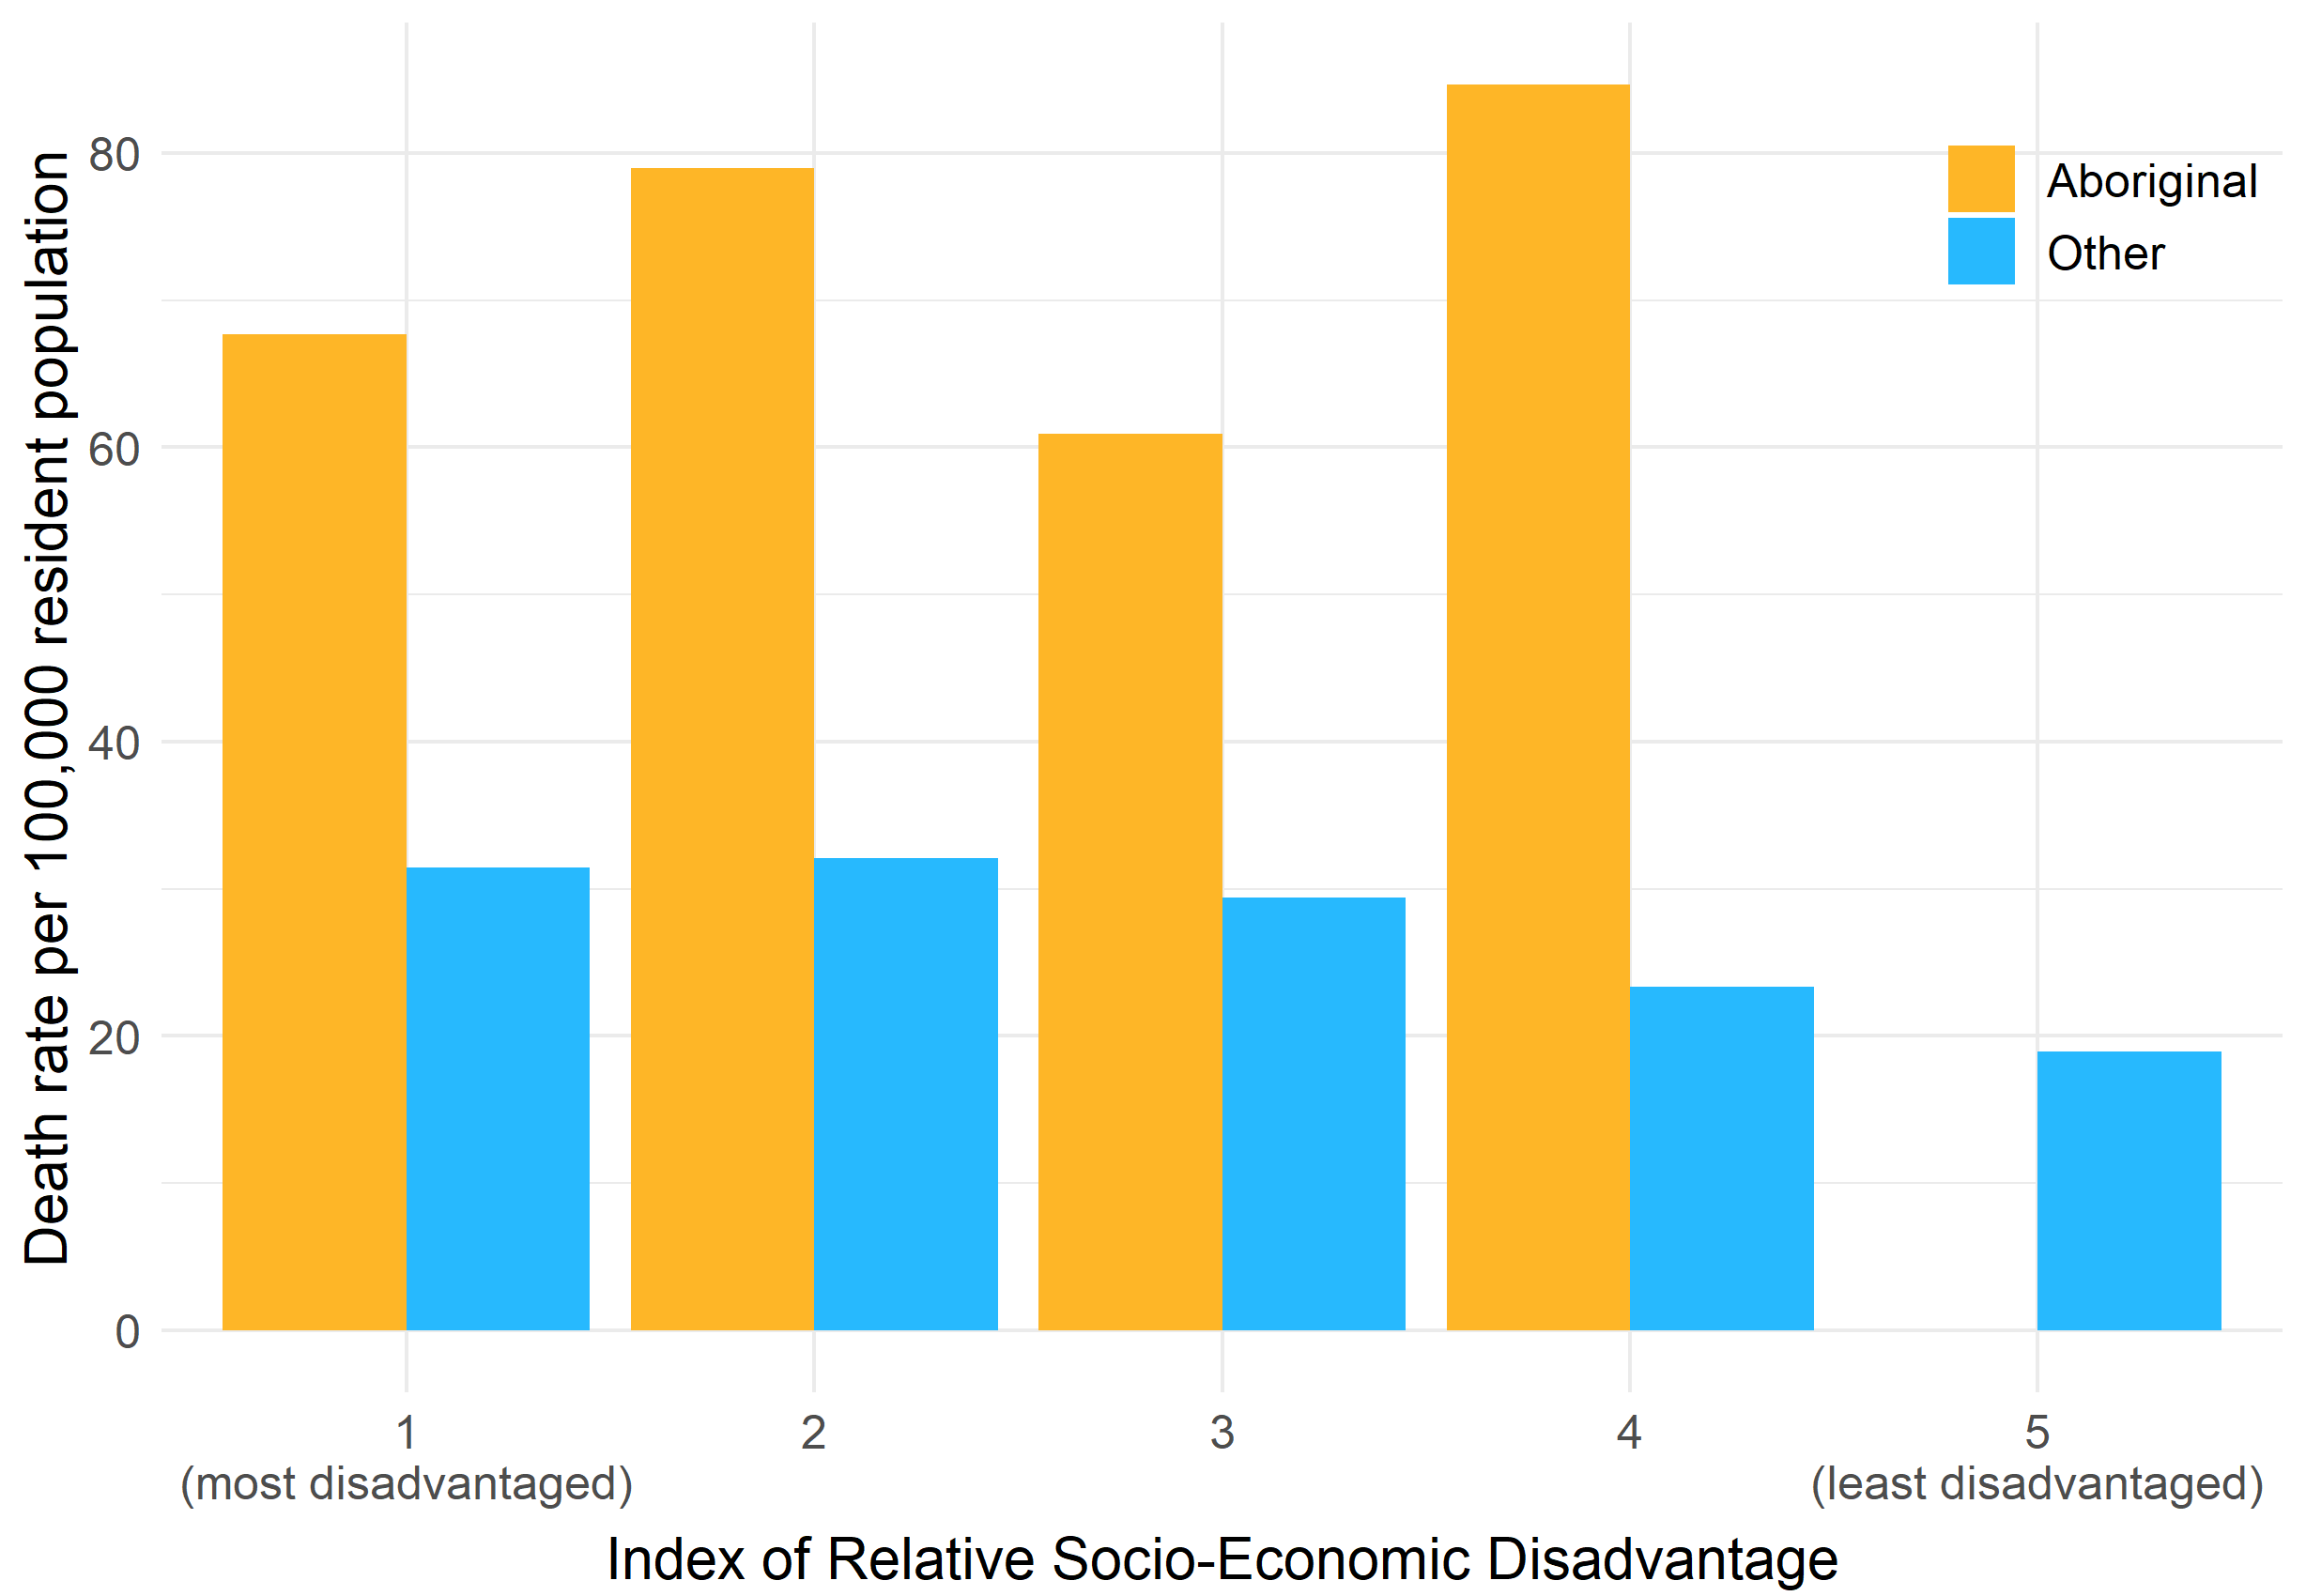 Death rate per 100,000 resident population
80
60
40
20
0
Aboriginal
Other
1
(most disadvantaged)
2
3
4
5
(least disadvantaged)
Index of Relative Socio-Economic Disadvantage